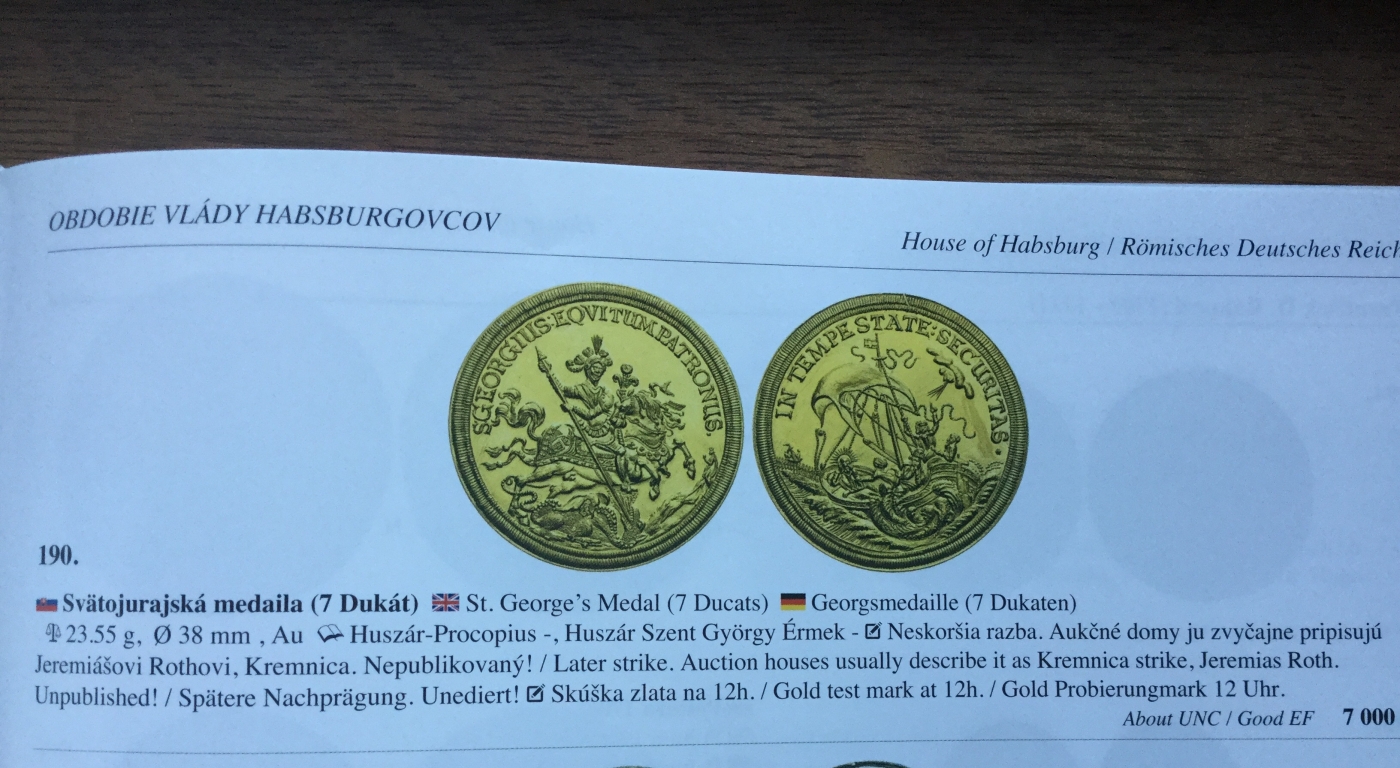 OBDOBIE VLÁDY HABSBURGOVCOV
House of Habsburg / Römisches Deutsches Reich
S GEORGIUS·EQVITUM PATRONUS.
IN TEMPESTATE:SECURITAS·
190.
Svätojurajská medaila (7 Dukát) St. George's Medal (7 Ducats) Georgsmedaille (7 Dukaten)
23.55 g, Ø 38 mm , Au Huszár-Procopius -, Huszár Szent György Érmek - Neskoršia razba. Aukčné domy ju zvyčajne pripisujú
Jeremiášovi Rothovi, Kremnica. Nepublikovaný! / Later strike. Auction houses usually describe it as Kremnica strike, Jeremias Roth.
Unpublished! / Spätere Nachprägung. Unediert! Skúška zlata na 12h. / Gold test mark at 12h. / Gold Probierungmark 12 Uhr.
About UNC / Good EF 7 000